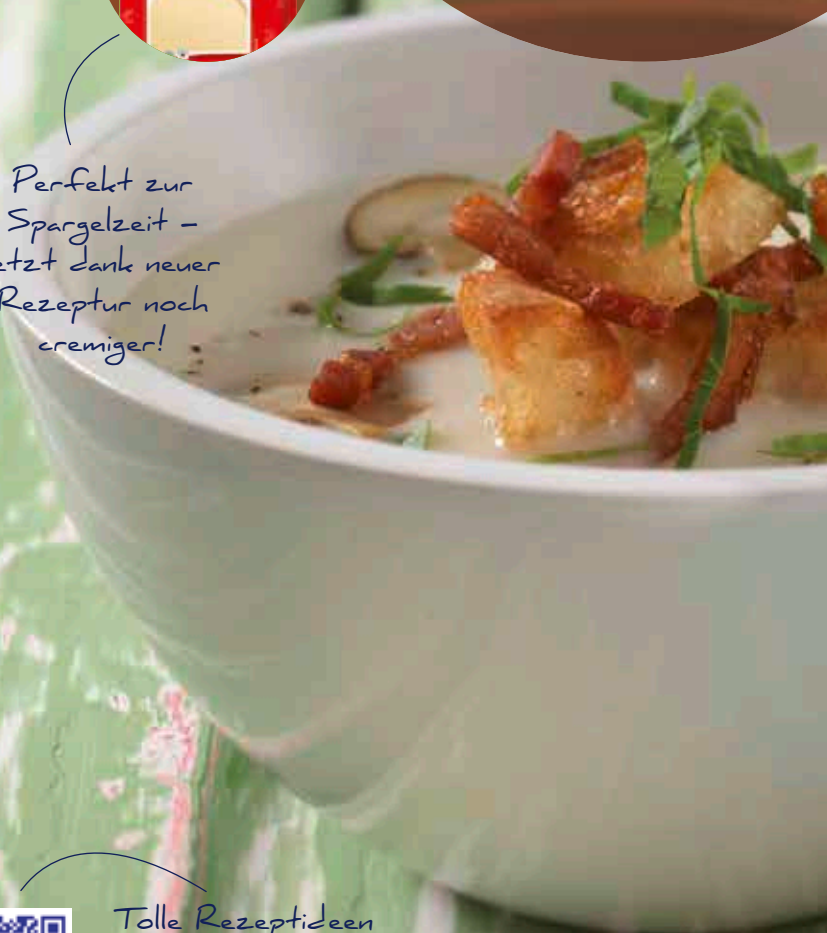 Perfekt zur
Spargelzeit –
etzt dank neuer
Rezeptur noch
cremiger!
Tolle Rezeptideen